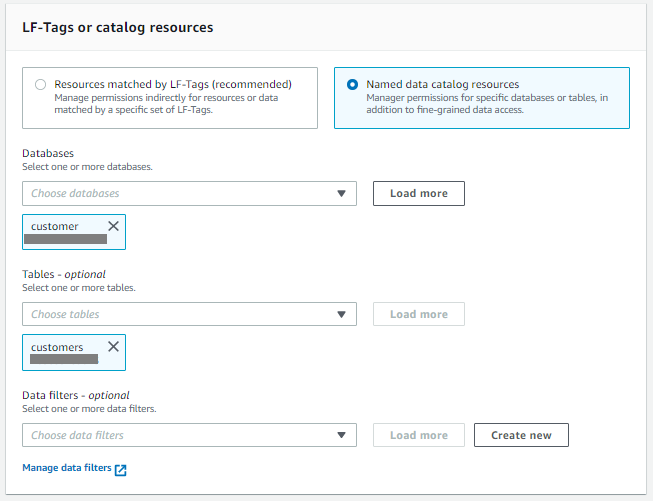 LF-Tags or catalog resources
Resources matched by LF-Tags (recommended)
Manage permissions indirectly for resources or data
matched by a specific set of LF-Tags.
Named data catalog resources
Manager permissions for specific databases or tables, in
addition to fine-grained data access.
Databases
Select one or more databases.
Choose databases
Load more
customer
Tables - optional
Select one or more tables.
Choose tables
Load more
customers
Data filters - optional
Select one or more data filters.
Choose data filters
Load more
Create new
Manage data filters